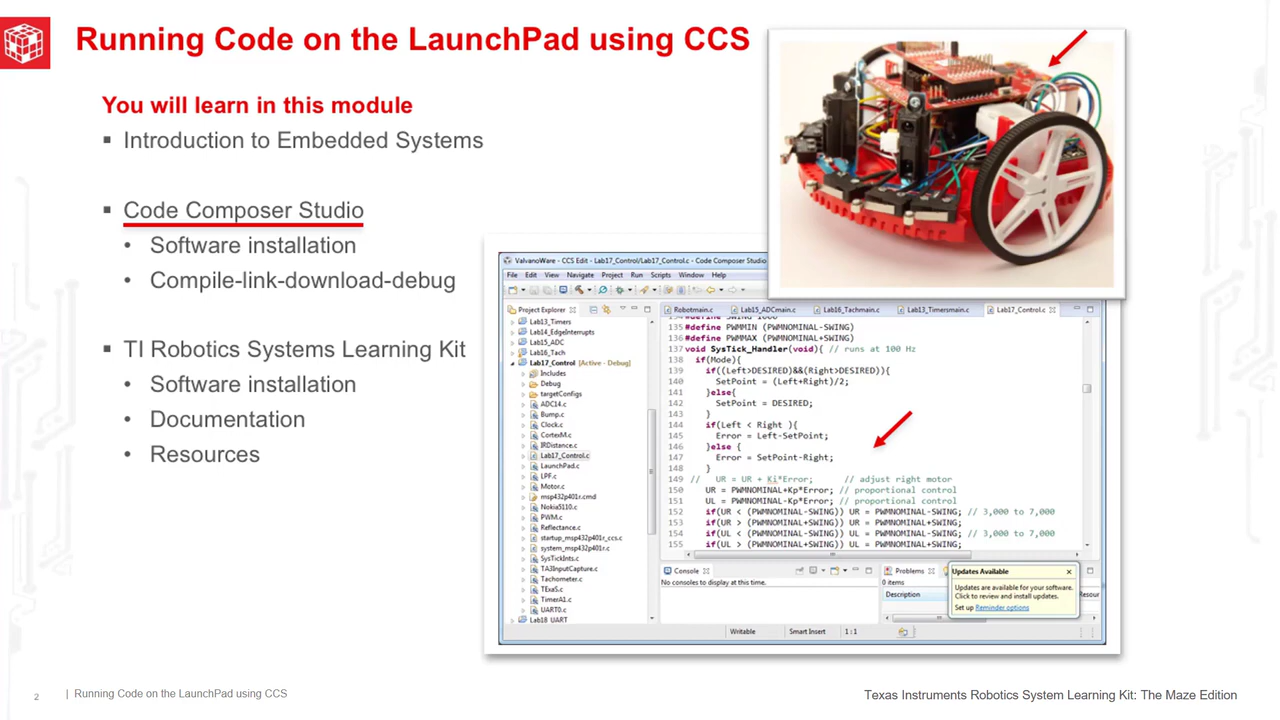 Running Code on the LaunchPad using CCS
You will learn in this module
▪ Introduction to Embedded Systems
▪ Code Composer Studio
• Software installation
• Compile-link-download-debug
▪ TI Robotics Systems Learning Kit
• Software installation
• Documentation
• Resources
ValvanoWare - CCS Edit - Lab17_Control/Lab17_Control.c - Code Composer Studio
File Edit View Navigate Project Run Scripts Window Help
Project Explorer
Lab13_Timers
Lab14_EdgeInterrupts
Lab15_ADC
Lab16_Tach
Lab17_Control [Active - Debug]
Includes
Debug
targetConfigs
ADC14.c
Bump.c
Clock.c
CortexM.c
IRDistance.c
Lab17_Control.c
LaunchPad.c
LPF.c
Motor.c
msp432p401r.cmd
Nokia5110.c
PWM.c
Reflectance.c
startup_msp432p401r_ccs.c
system_msp432p401r.c
SysTickInts.c
TA3InputCapture.c
Tachometer.c
TExaS.c
TimerA1.c
UART0.c
Lab18_UART
Robotmain.c Lab15_ADCmain.c Lab16_Tachmain.c Lab13_Timersmain.c Lab17_Control.c
134 #define SWING 1000
135 #define PWMMIN (PWMNOMINAL-SWING)
136 #define PWMMAX (PWMNOMINAL+SWING)
137 void SysTick_Handler(void){ // runs at 100 Hz
138 if(Mode){
139 if((Left>DESIRED)&&(Right>DESIRED)){
140 SetPoint = (Left+Right)/2;
141 }else{
142 SetPoint = DESIRED;
143 }
144 if(Left < Right ){
145 Error = Left-SetPoint;
146 }else {
147 Error = SetPoint-Right;
148 }
149 // UR = UR + Ki*Error; // adjust right motor
150 UR = PWMNOMINAL+Kp*Error; // proportional control
151 UL = PWMNOMINAL-Kp*Error; // proportional control
152 if(UR < (PWMNOMINAL-SWING)) UR = PWMNOMINAL-SWING; // 3,000 to 7,000
153 if(UR > (PWMNOMINAL+SWING)) UR = PWMNOMINAL+SWING;
154 if(UL < (PWMNOMINAL-SWING)) UL = PWMNOMINAL-SWING; // 3,000 to 7,000
155 if(UL > (PWMNOMINAL+SWING)) UL = PWMNOMINAL+SWING;
Console
No consoles to display at this time.
Problems
0 items
Description
Resour
Updates Available
Updates are available for your software.
Click to review and install updates.
Set up Reminder options
Writable Smart Insert 1:1
2 | Running Code on the LaunchPad using CCS
Texas Instruments Robotics System Learning Kit: The Maze Edition